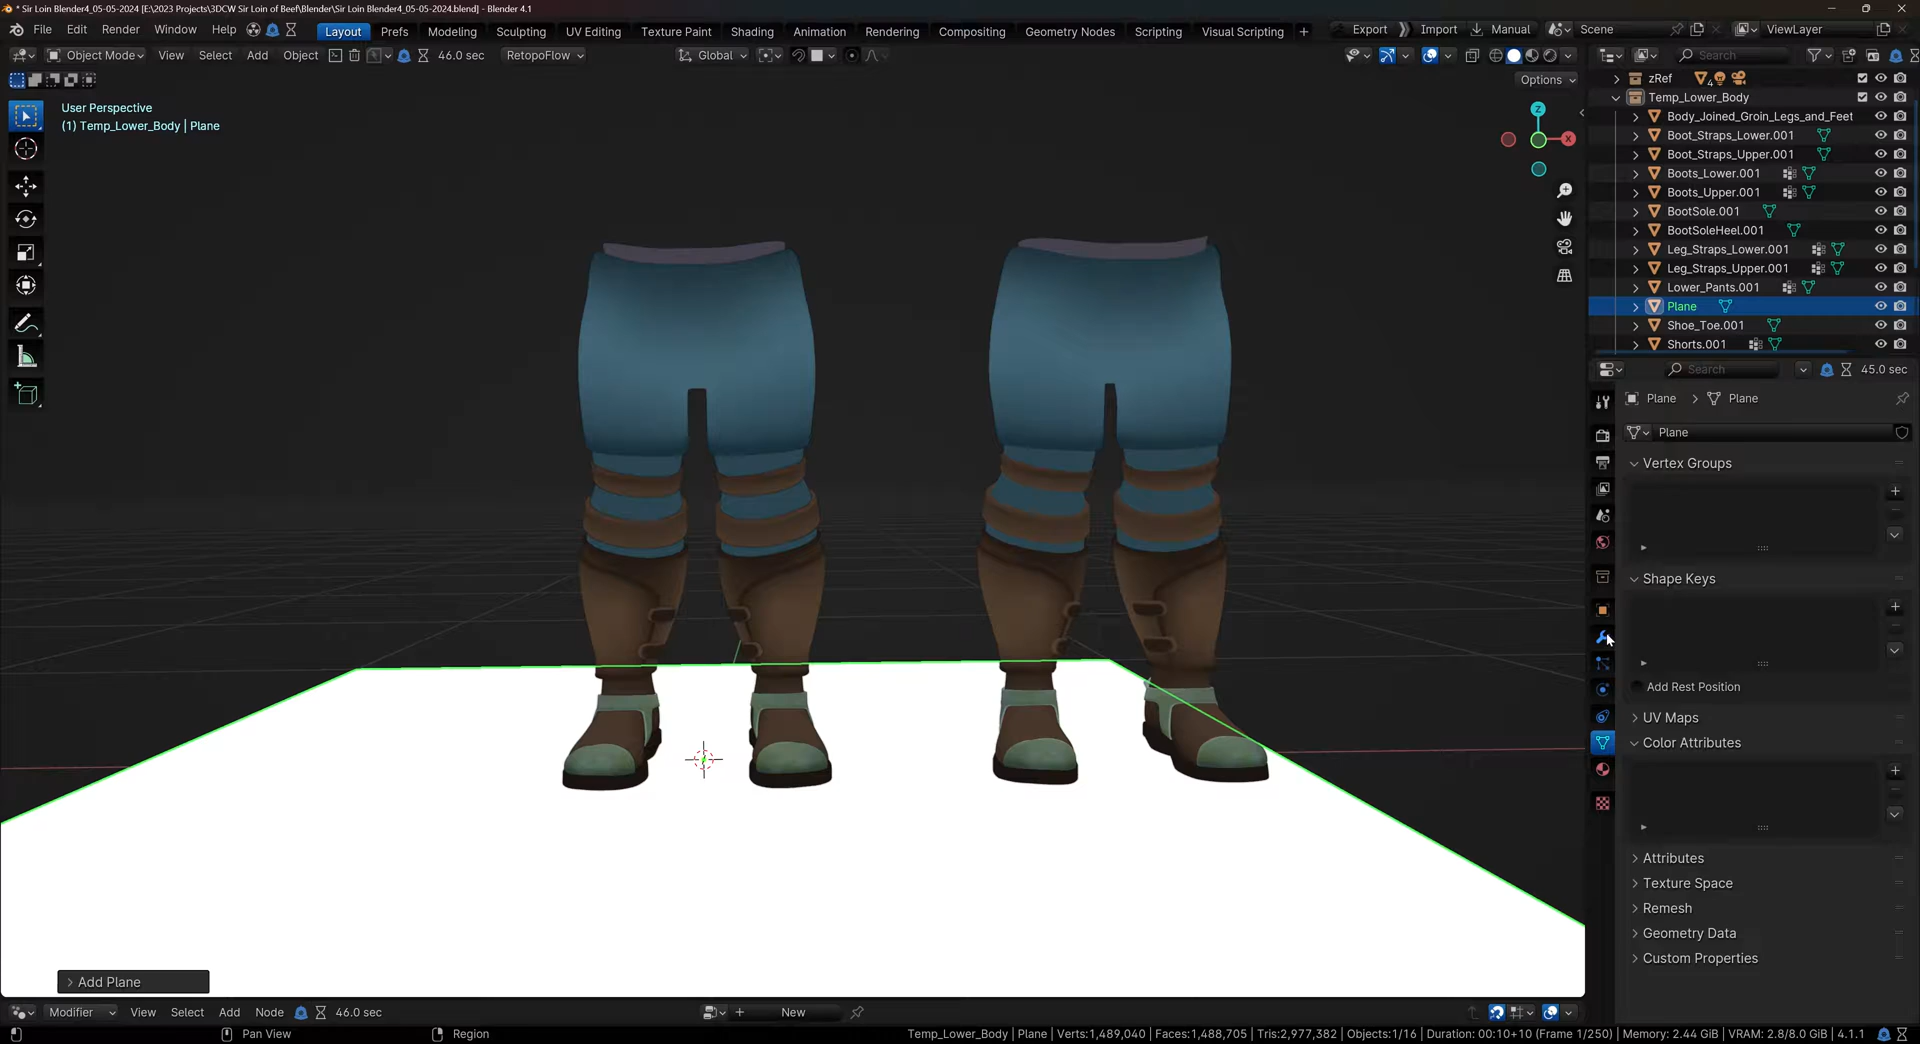 * Sir Loin Blender4_05-05-2024 [E:\2023 Projects\3DCW Sir Loin of Beef\Blender\Sir Loin Blender4_05-05-2024.blend] - Blender 4.1
File Edit Render Window Help Layout Prefs Modeling Sculpting UV Editing Texture Paint Shading Animation Rendering Compositing Geometry Nodes Scripting Visual Scripting + Export Import Manual Scene ViewLayer
Object Mode View Select Add Object 46.0 sec RetopoFlow Global Search
Options
User Perspective
(1) Temp_Lower_Body | Plane
Z
X
zRef
4
Temp_Lower_Body
Body_Joined_Groin_Legs_and_Feet
Boot_Straps_Lower.001
Boot_Straps_Upper.001
Boots_Lower.001
Boots_Upper.001
BootSole.001
BootSoleHeel.001
Leg_Straps_Lower.001
Leg_Straps_Upper.001
Lower_Pants.001
Plane
Shoe_Toe.001
Shorts.001
Search 45.0 sec
Plane > Plane
Plane
Vertex Groups
Shape Keys
Add Rest Position
UV Maps
Color Attributes
Attributes
Texture Space
Remesh
Geometry Data
Custom Properties
> Add Plane
Modifier View Select Add Node 46.0 sec + New
Pan View Region Temp_Lower_Body | Plane | Verts:1,489,040 | Faces:1,488,705 | Tris:2,977,382 | Objects:1/16 | Duration: 00:10+10 (Frame 1/250) | Memory: 2.44 GiB | VRAM: 2.8/8.0 GiB | 4.1.1